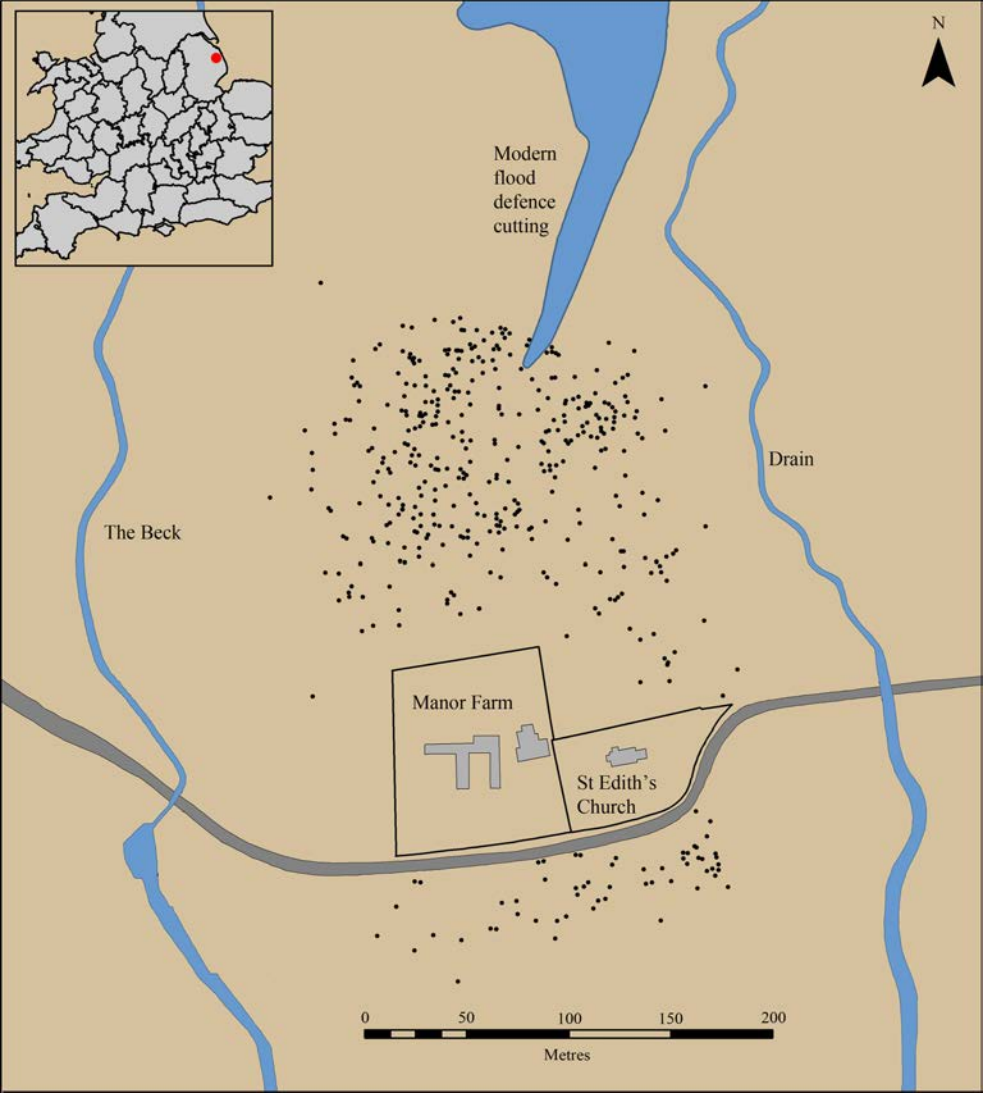 N
Modern
flood
defence
cutting
Drain
The Beck
Manor Farm
St Edith's
Church
0 50 100 150 200
Metres